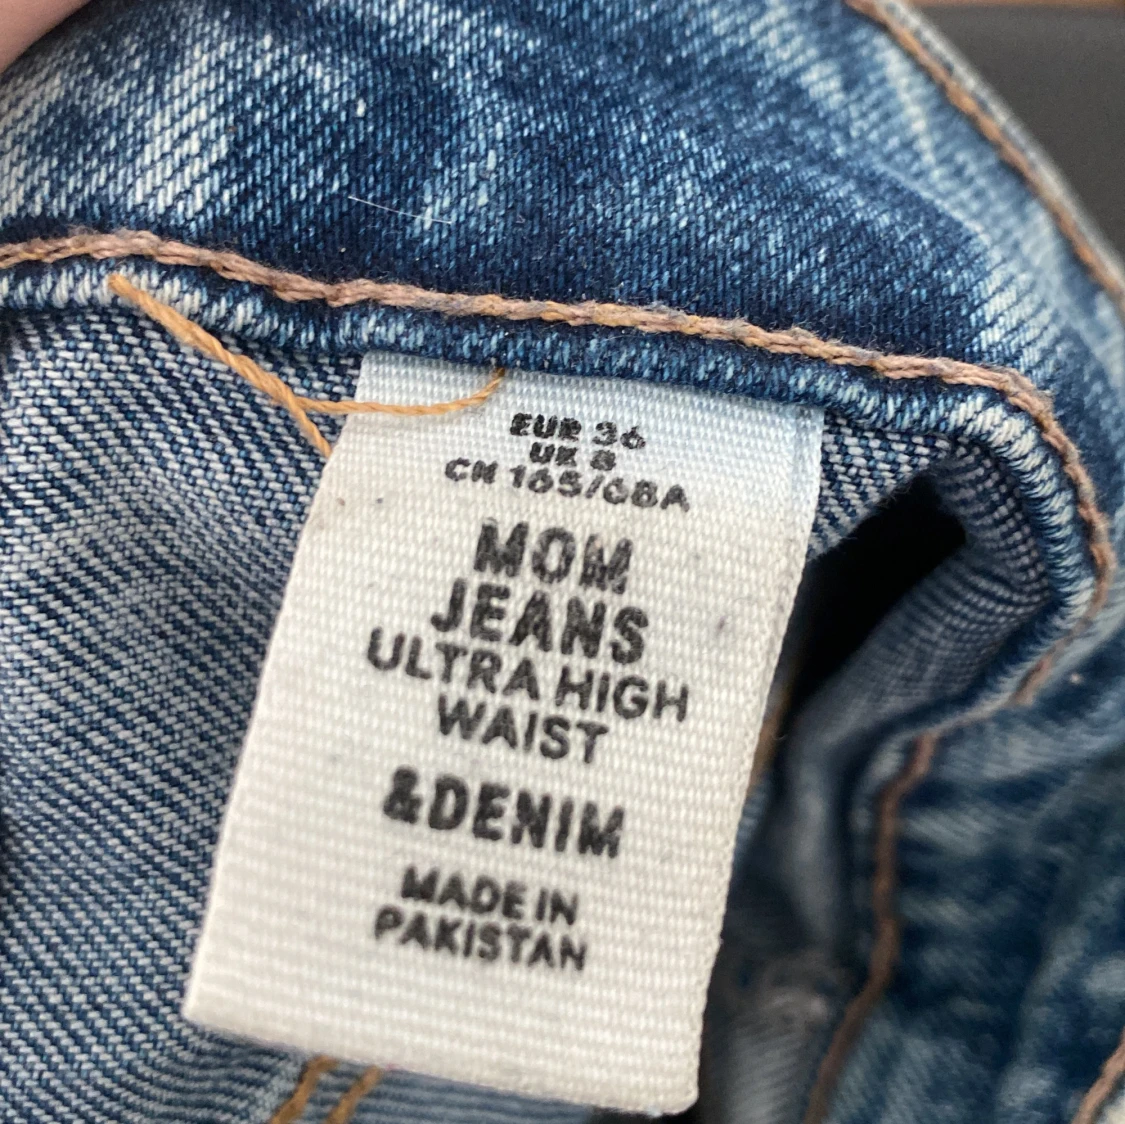 EUR 36
UK 8
CN 165/68A
MOM
JEANS
ULTRA HIGH
WAIST
&DENIM
MADE IN
PAKISTAN